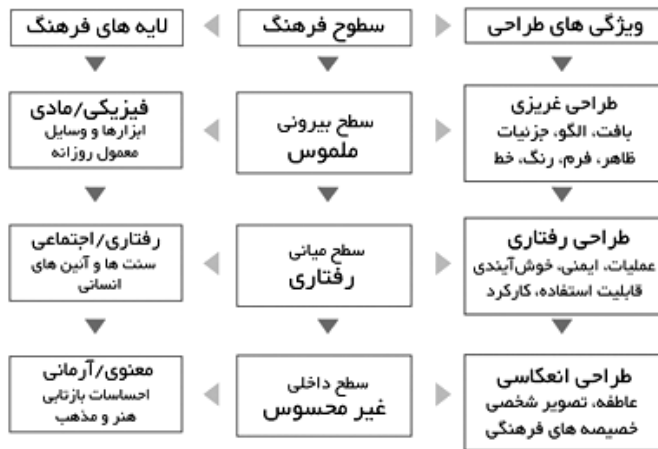 ویژگی های طراحی
سطوح فرهنگ
لایه های فرهنگ
طراحی غریزی
بافت، الگو، جزئیات
ظاهر، فرم، رنگ، خط
سطح بیرونی
ملموس
فیزیکی/مادی
ابزارها و وسایل
معمول روزانه
طراحی رفتاری
عملیات، ایمنی، خوش‌آیندی
قابلیت استفاده، کارکرد
سطح میانی
رفتاری
رفتاری/اجتماعی
سنت ها و آئین های
انسانی
طراحی انعکاسی
عاطفه، تصویر شخصی
خصیصه های فرهنگی
سطح داخلی
غیر محسوس
معنوی/آرمانی
احساسات بازتابی
هنر و مذهب